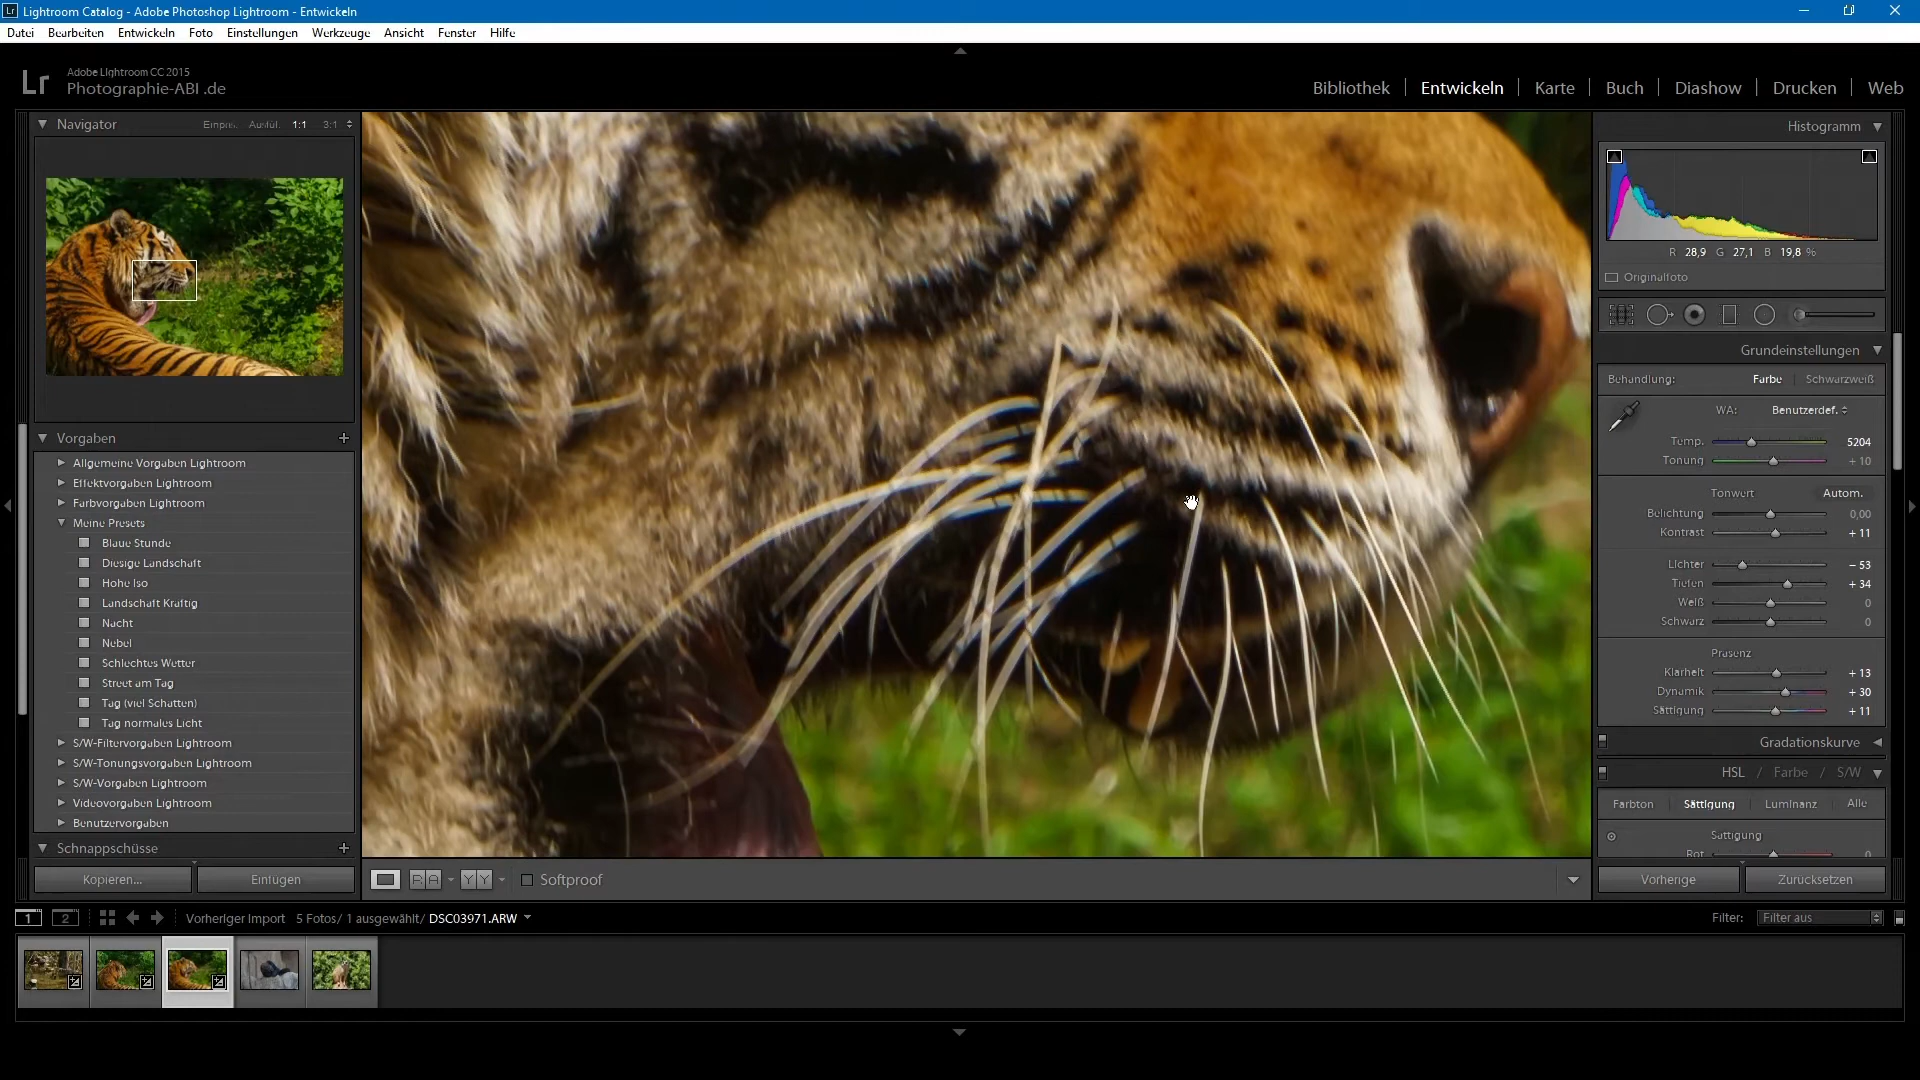 Lightroom Catalog - Adobe Photoshop Lightroom - Entwickeln
Datei Bearbeiten Entwickeln Foto Einstellungen Werkzeuge Ansicht Fenster Hilfe
Lr
Adobe Lightroom CC 2015
Photographie-ABI .de
Bibliothek | Entwickeln | Karte | Buch | Diashow | Drucken | Web
Navigator Einpas. Ausfül. 1:1 3:1
Vorgaben +
Allgemeine Vorgaben Lightroom
Effektvorgaben Lightroom
Farbvorgaben Lightroom
Meine Presets
Blaue Stunde
Diesige Landschaft
Hohe Iso
Landschaft Kräftig
Nacht
Nebel
Schlechtes Wetter
Street am Tag
Tag (viel Schatten)
Tag normales Licht
S/W-Filtervorgaben Lightroom
S/W-Tonungsvorgaben Lightroom
S/W-Vorgaben Lightroom
Videovorgaben Lightroom
Benutzervorgaben
Schnappschüsse +
Kopieren... Einfügen
R A Y Y Softproof
Histogramm
R 28,9 G 27,1 B 19,8 %
Originalfoto
Grundeinstellungen
Behandlung: Farbe | Schwarzweiß
WA: Benutzerdef.
Temp. 5204
Tonung + 10
Tonwert Autom.
Belichtung 0,00
Kontrast + 11
Lichter − 53
Tiefen + 34
Weiß 0
Schwarz 0
Präsenz
Klarheit + 13
Dynamik + 30
Sättigung + 11
Gradationskurve
HSL / Farbe / S/W
Farbton Sättigung Luminanz Alle
Sättigung
Rot 0
Vorherige Zurücksetzen
1 2 Vorheriger Import 5 Fotos/ 1 ausgewählt/ DSC03971.ARW
Filter: Filter aus